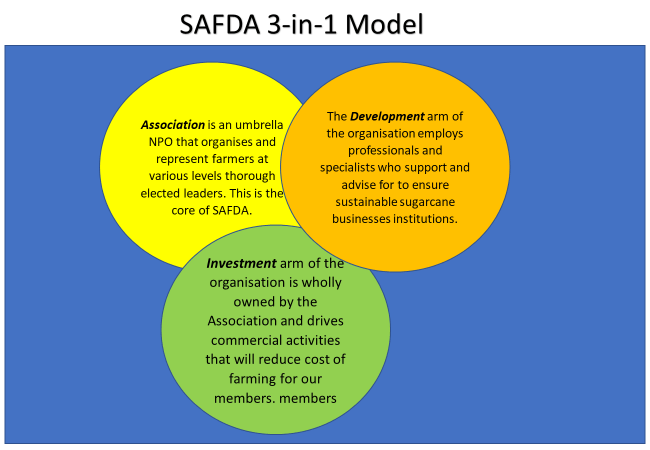 SAFDA 3-in-1 Model
Association is an umbrella
NPO that organises and
represent farmers at
various levels thorough
elected leaders. This is the
core of SAFDA.
The Development arm of
the organisation employs
professionals and
specialists who support and
advise for to ensure
sustainable sugarcane
businesses institutions.
Investment arm of the
organisation is wholly
owned by the
Association and drives
commercial activities
that will reduce cost of
farming for our
members. members